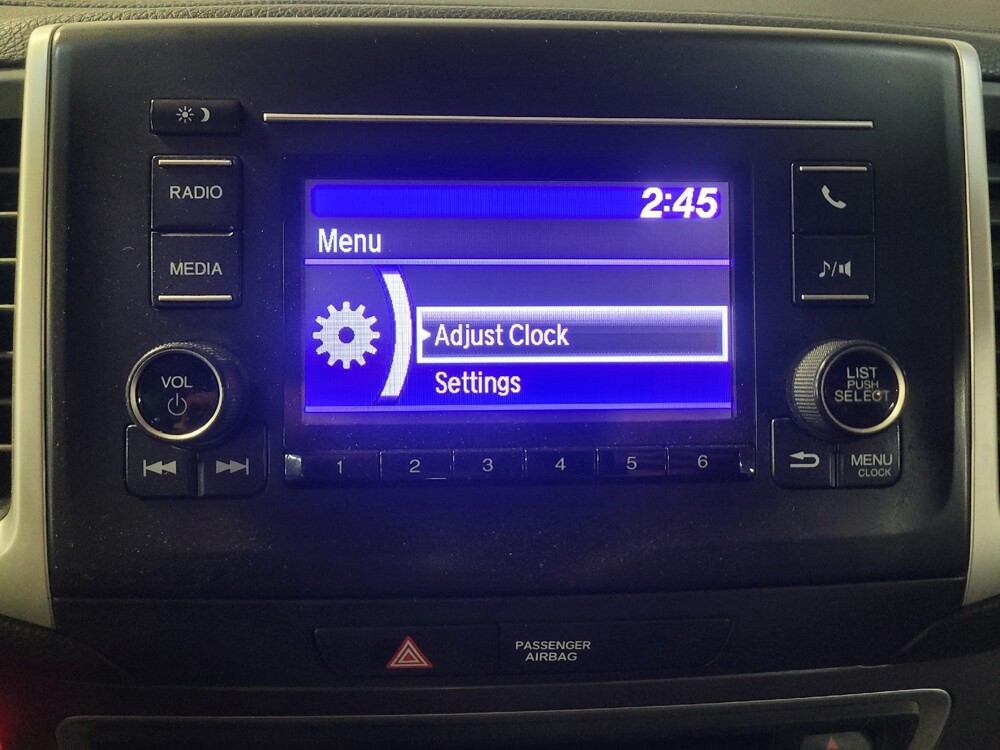 RADIO
MEDIA
VOL
2:45
Menu
Adjust Clock
Settings
1 2 3 4 5 6
LIST
PUSH
SELECT
MENU
CLOCK
PASSENGER
AIRBAG